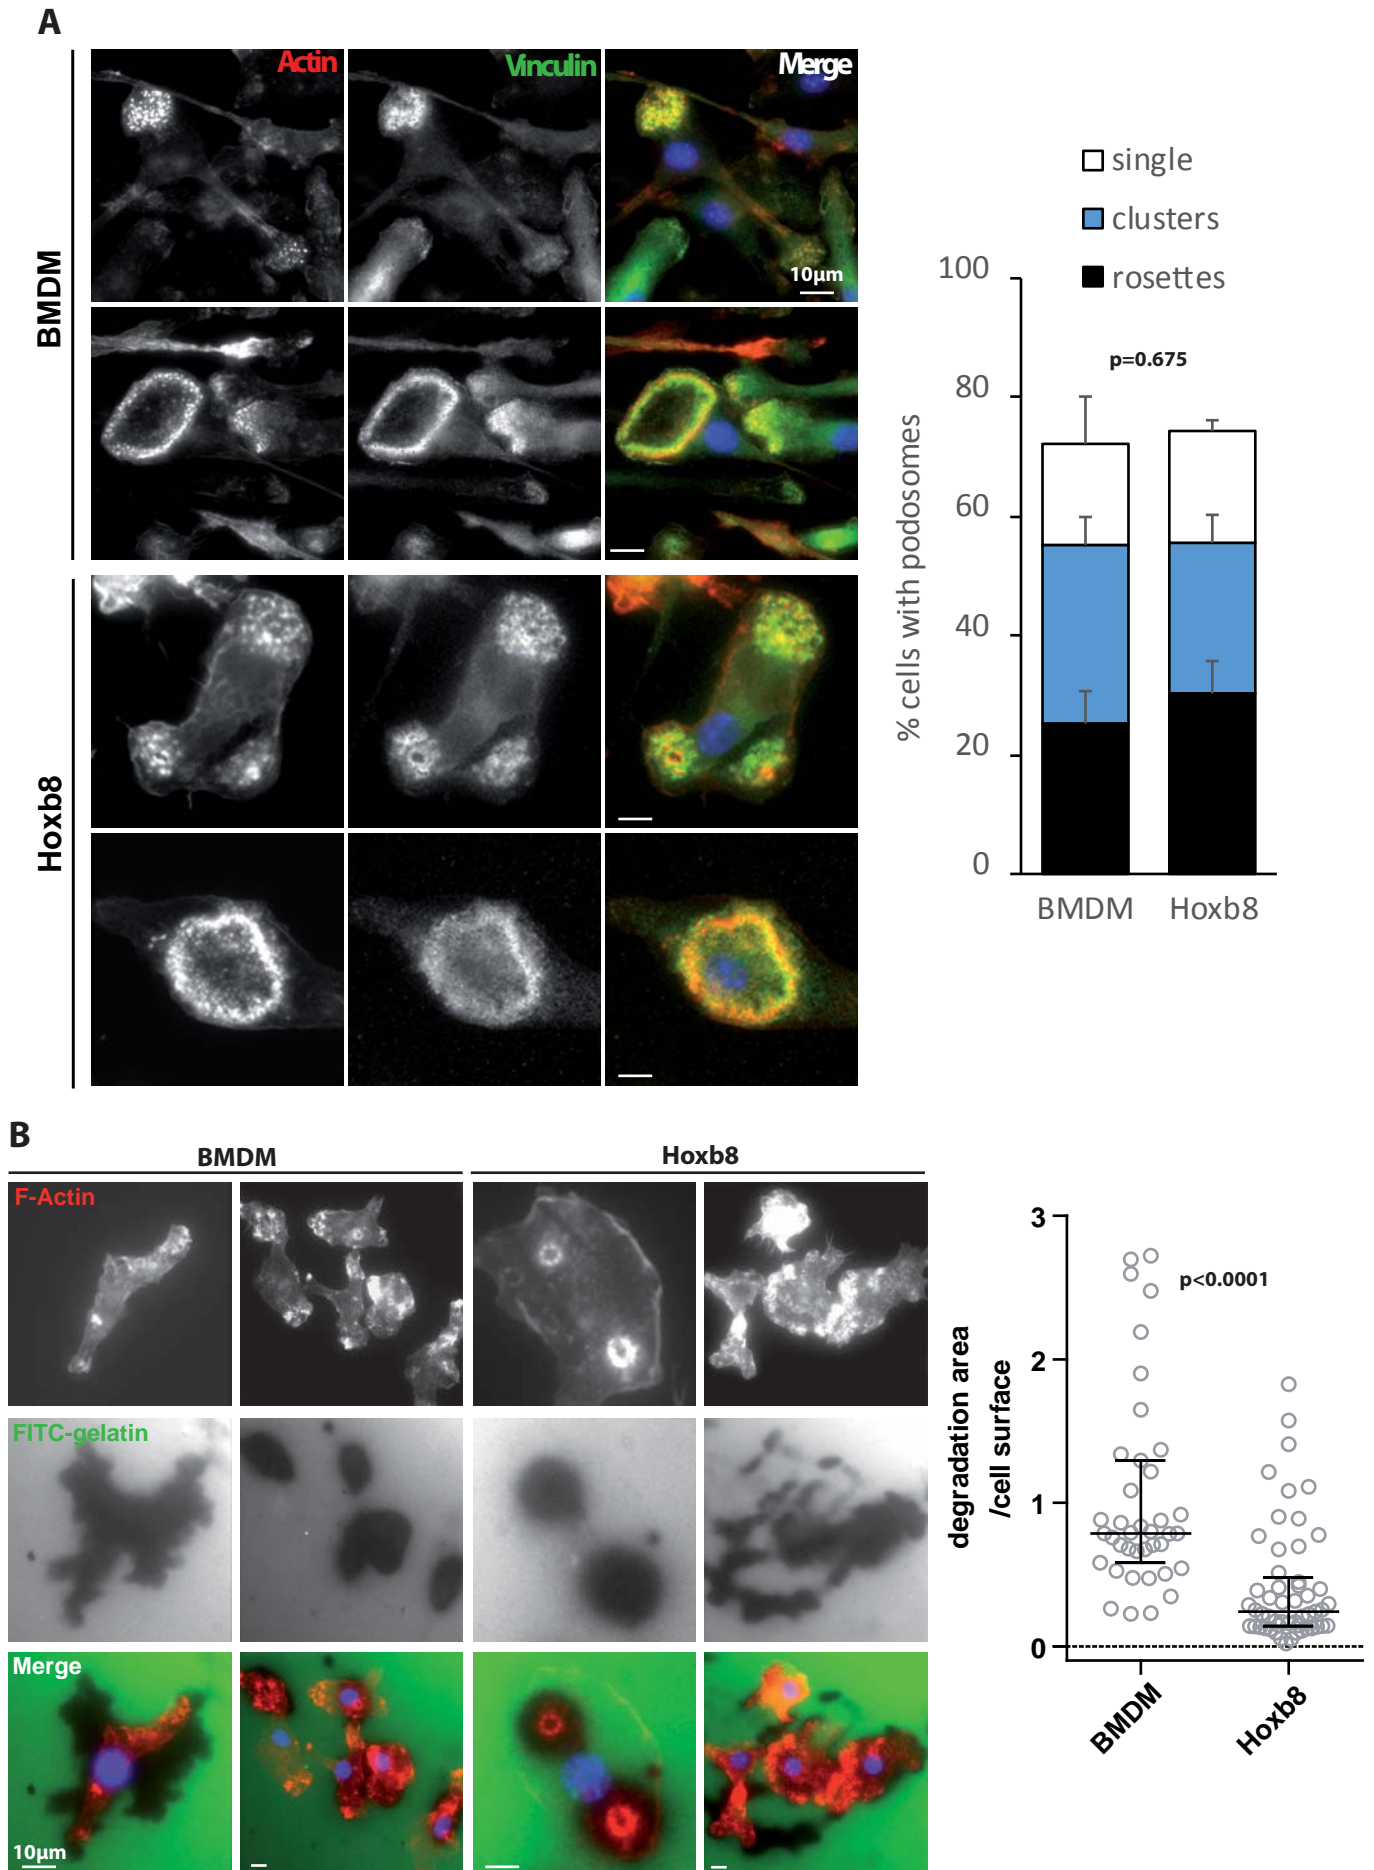 A
Actin
Vinculin
Merge
BMDM
10µm
Hoxb8
single
clusters
rosettes
% cells with podosomes
100
80
60
40
20
0
p=0.675
BMDM
Hoxb8
B
BMDM
Hoxb8
F-Actin
FITC-gelatin
Merge
10µm
degradation area
/cell surface
3
2
1
0
p<0.0001
BMDM
Hoxb8